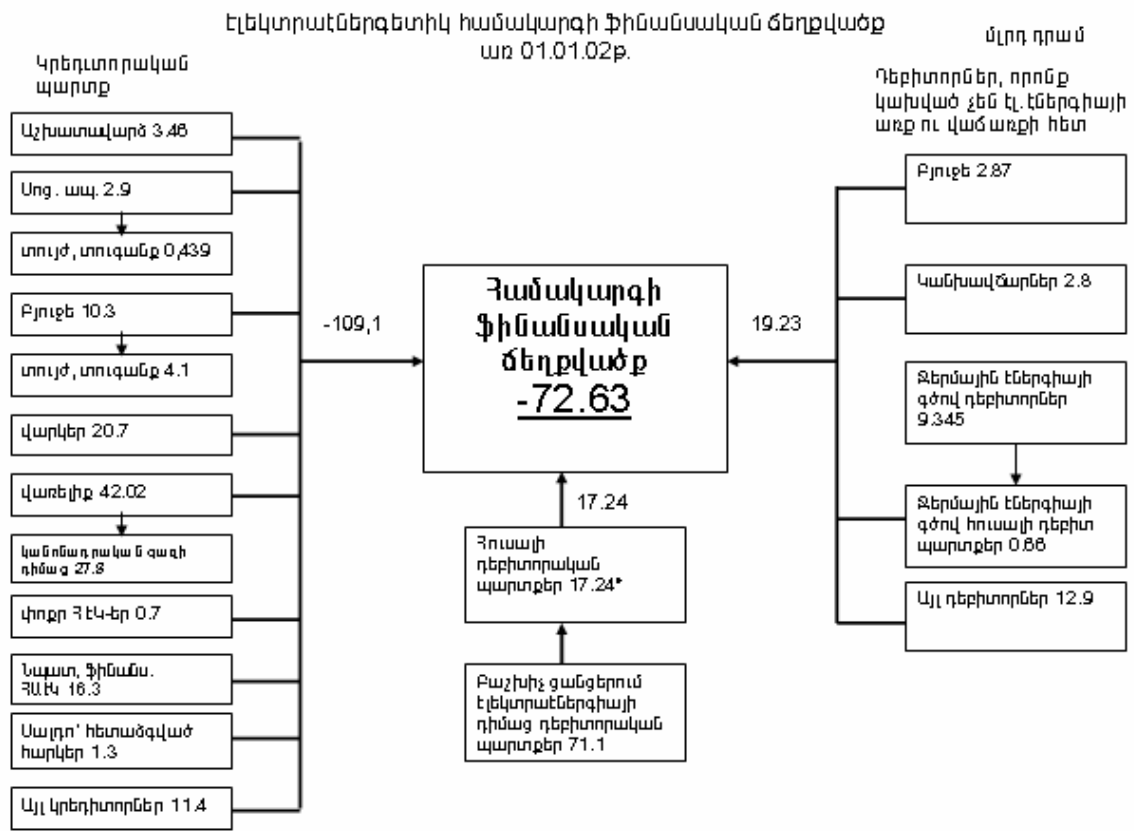 էլեկտրաէներգետիկ համակարգի ֆինանսական ճեղքվածք
առ 01.01.02թ.
մլրդ դրամ
Կրեդիտորական
պարտք
Աշխատավարձ 3.46
Սոց. ապ. 2.9
տույժ, տուգանք 0,439
Բյուջե 10.3
տույժ, տուգանք 4.1
վարկեր 20.7
վառելիք 42.02
կանոնադրական գազի
դիմաց 27.8
փոքր ՀԷԿ-եր 0.7
Նպատ, ֆինանս.
ՀԱԷԿ 16.3
Սալդո՝ հետաձգված
հարկեր 1.3
Այլ կրեդիտորներ 11.4
-109,1
Համակարգի
ֆինանսական
ճեղքվածք
-72.63
17.24
Հուսալի
դեբիտորական
պարտքեր 17.24*
Բաշխիչ ցանցերում
էլեկտրաէներգիայի
դիմաց դեբիտորական
պարտքեր 71.1
19.23
Դեբիտորներ, որոնք
կախված չեն էլ.էներգիայի
առք ու վաճառքի հետ
Բյուջե 2.87
Կանխավճարներ 2.8
Ջերմային էներգիայի
գծով դեբիտորներ
9.345
Ջերմային էներգիայի
գծով հուսալի դեբիտ
պարտքեր 0.66
Այլ դեբիտորներ 12.9